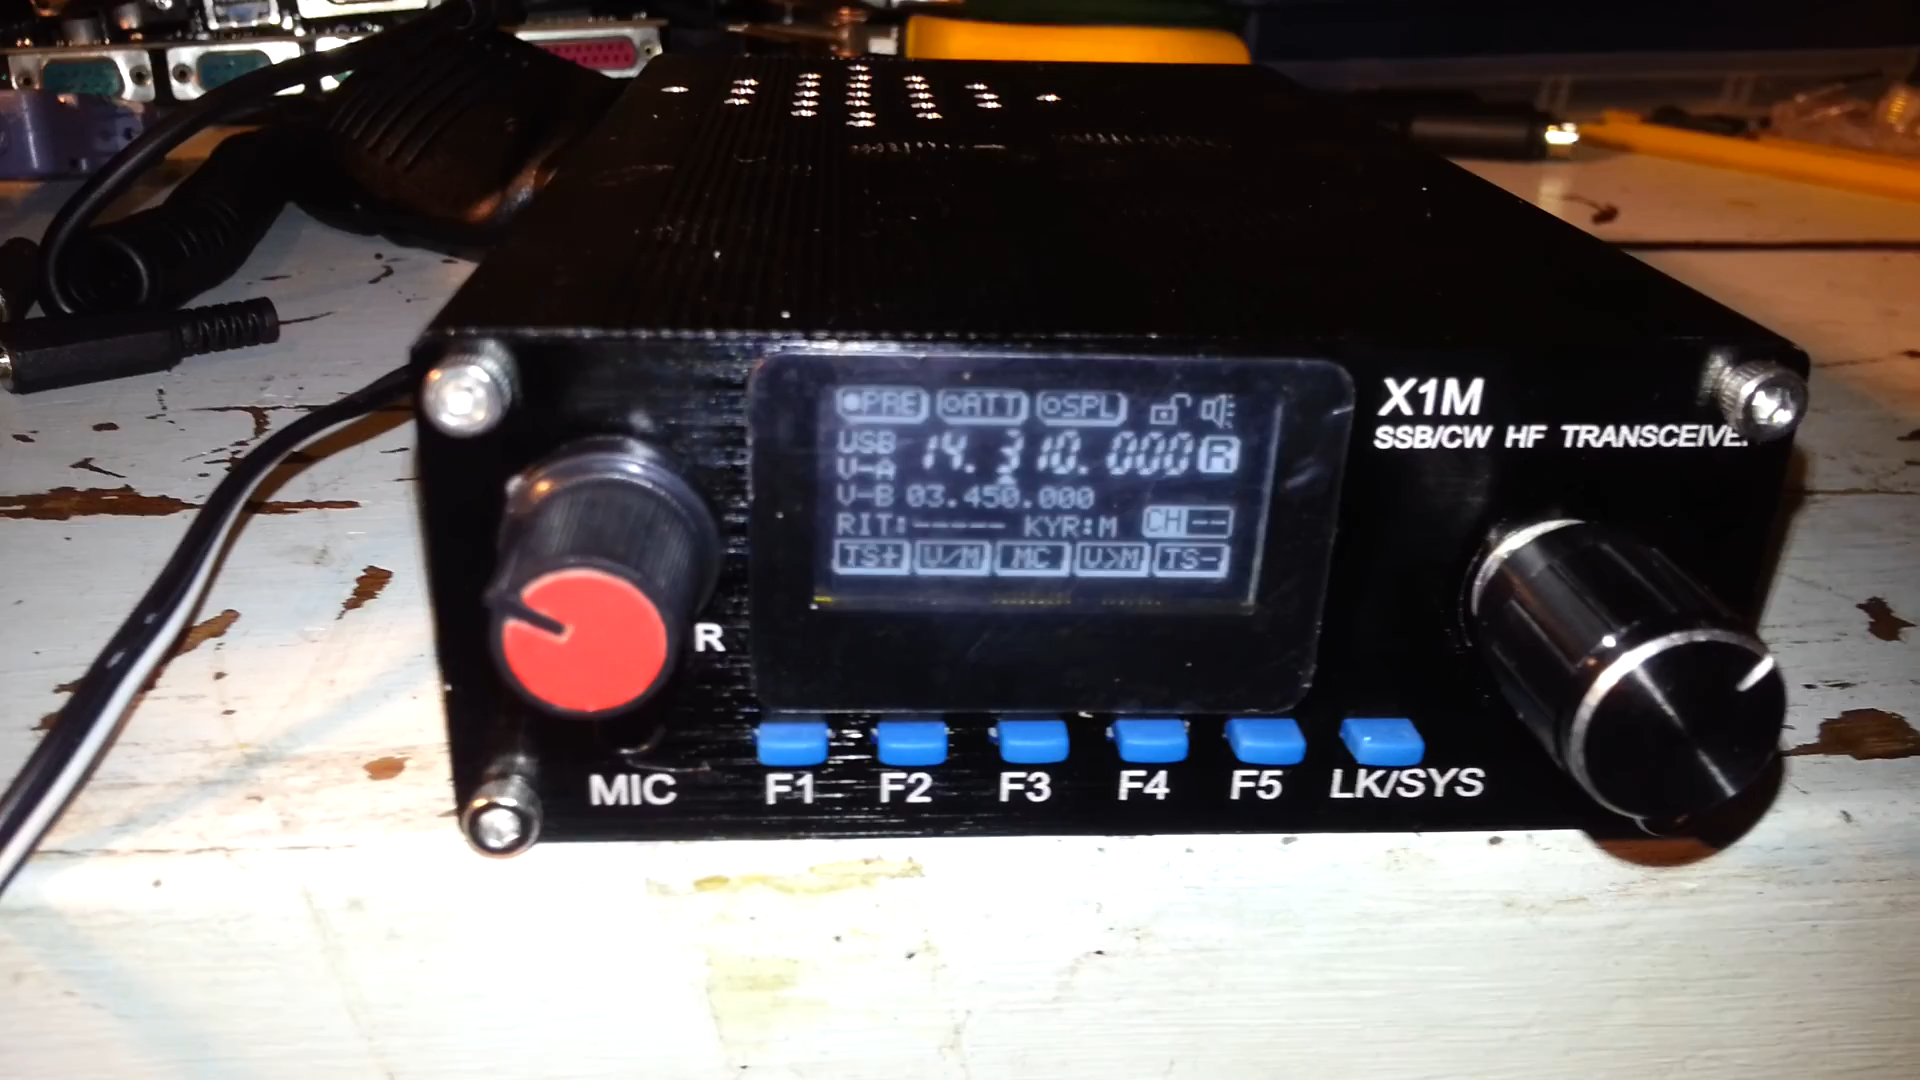 PRE ATT SPL
USB 14.310.000 R
V-A
V-B 03.450.000
RIT:----- KYR:M CH--
TS+ V/M MC V>M TS-
X1M
SSB/CW HF TRANSCEIVER
R
MIC F1 F2 F3 F4 F5 LK/SYS